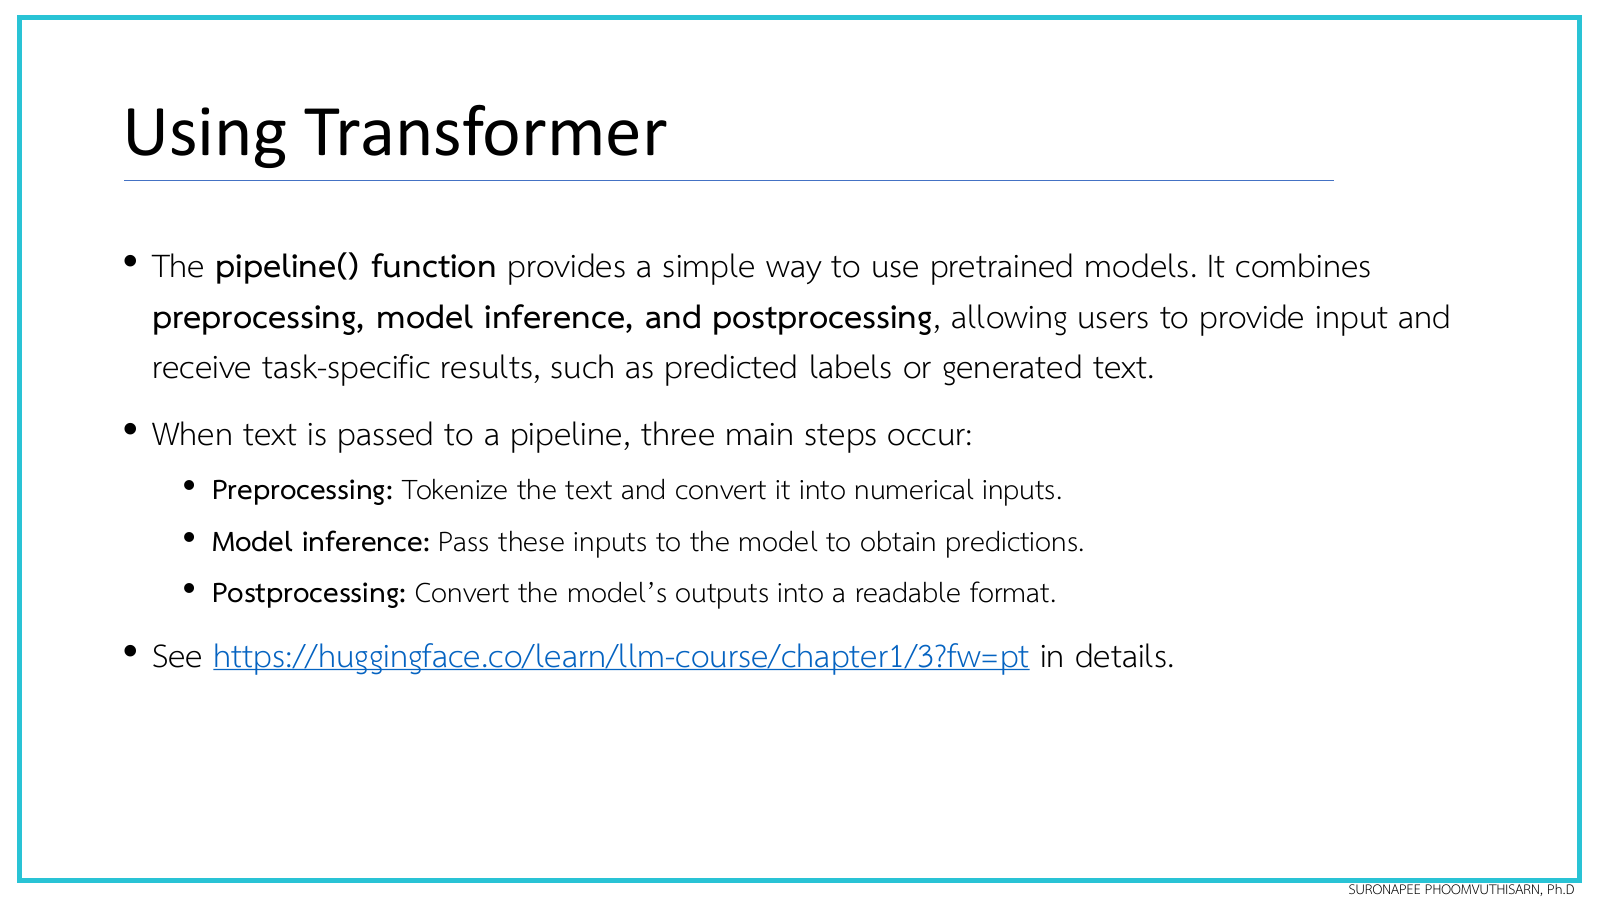 Using Transformer
• The pipeline() function provides a simple way to use pretrained models. It combines
preprocessing, model inference, and postprocessing, allowing users to provide input and
receive task-specific results, such as predicted labels or generated text.
• When text is passed to a pipeline, three main steps occur:
• Preprocessing: Tokenize the text and convert it into numerical inputs.
• Model inference: Pass these inputs to the model to obtain predictions.
• Postprocessing: Convert the model’s outputs into a readable format.
• See https://huggingface.co/learn/llm-course/chapter1/3?fw=pt in details.
SURONAPEE PHOOMVUTHISARN, Ph.D